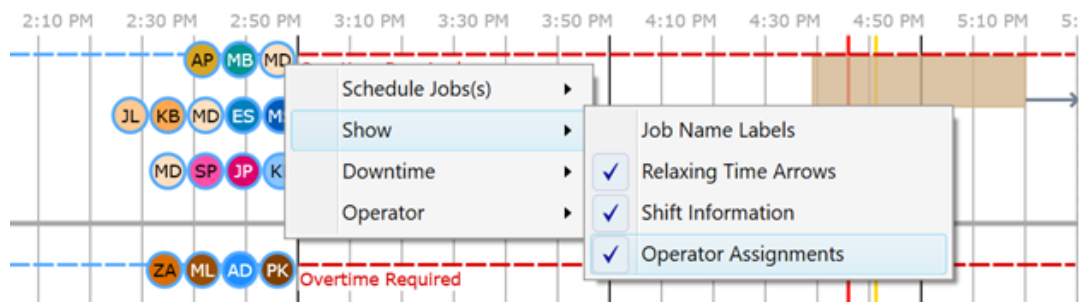 2:10 PM 2:30 PM 2:50 PM 3:10 PM 3:30 PM 3:50 PM 4:10 PM 4:30 PM 4:50 PM 5:10 PM 5:
AP MB MD
Schedule Jobs(s)
JL KB MD ES M
Show
Job Name Labels
MD SP JP K
Downtime
Relaxing Time Arrows
Operator
Shift Information
Operator Assignments
ZA ML AD PK
Overtime Required